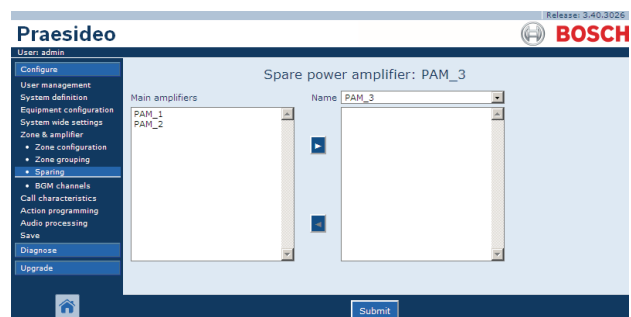 Release: 3.40.3026
Praesideo
BOSCH
User: admin
Configure
User management
System definition
Equipment configuration
System wide settings
Zone & amplifier
• Zone configuration
• Zone grouping
• Sparing
• BGM channels
Call characteristics
Action programming
Audio processing
Save
Diagnose
Upgrade
Spare power amplifier: PAM_3
Main amplifiers
Name PAM_3
PAM_1
PAM_2
Submit